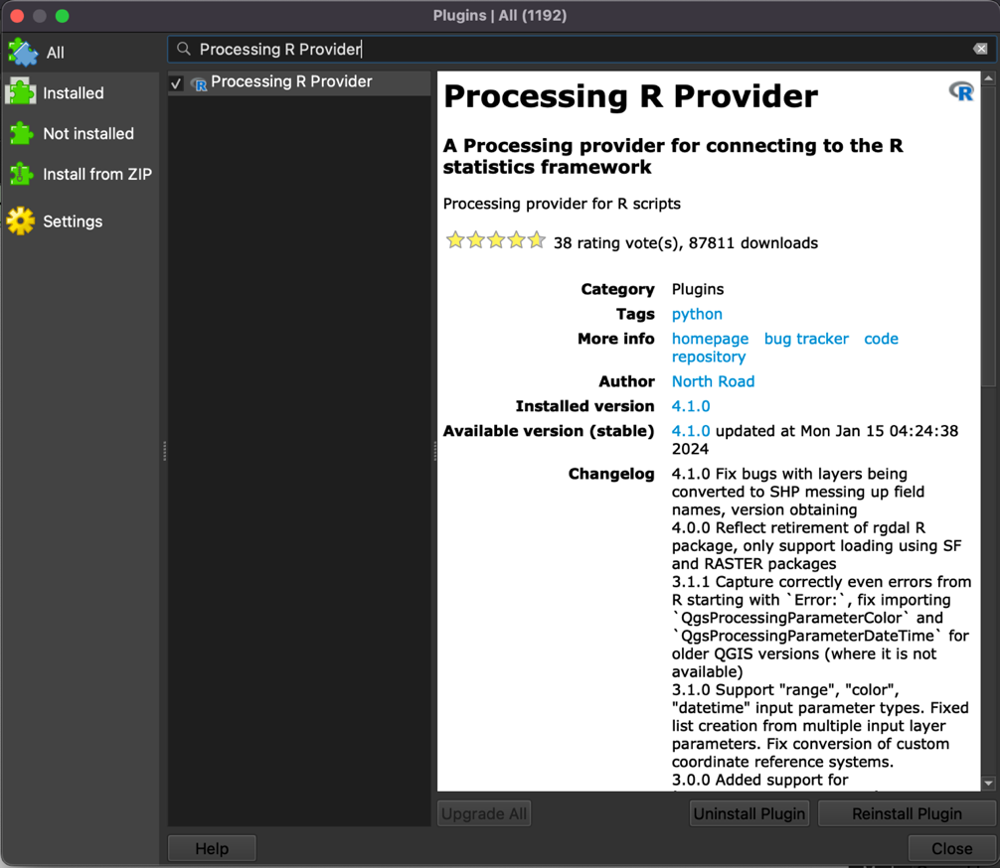 Plugins | All (1192)
All
Processing R Provider
Installed
Not installed
Install from ZIP
Settings
Processing R Provider
Processing R Provider
A Processing provider for connecting to the R
statistics framework
Processing provider for R scripts
38 rating vote(s), 87811 downloads
Category Plugins
Tags python
More info homepage bug tracker code
repository
Author North Road
Installed version 4.1.0
Available version (stable) 4.1.0 updated at Mon Jan 15 04:24:38
2024
Changelog 4.1.0 Fix bugs with layers being
converted to SHP messing up field
names, version obtaining
4.0.0 Reflect retirement of rgdal R
package, only support loading using SF
and RASTER packages
3.1.1 Capture correctly even errors from
R starting with `Error:`, fix importing
`QgsProcessingParameterColor` and
`QgsProcessingParameterDateTime` for
older QGIS versions (where it is not
available)
3.1.0 Support "range", "color",
"datetime" input parameter types. Fixed
list creation from multiple input layer
parameters. Fix conversion of custom
coordinate reference systems.
3.0.0 Added support for
Upgrade All
Uninstall Plugin
Reinstall Plugin
Help
Close